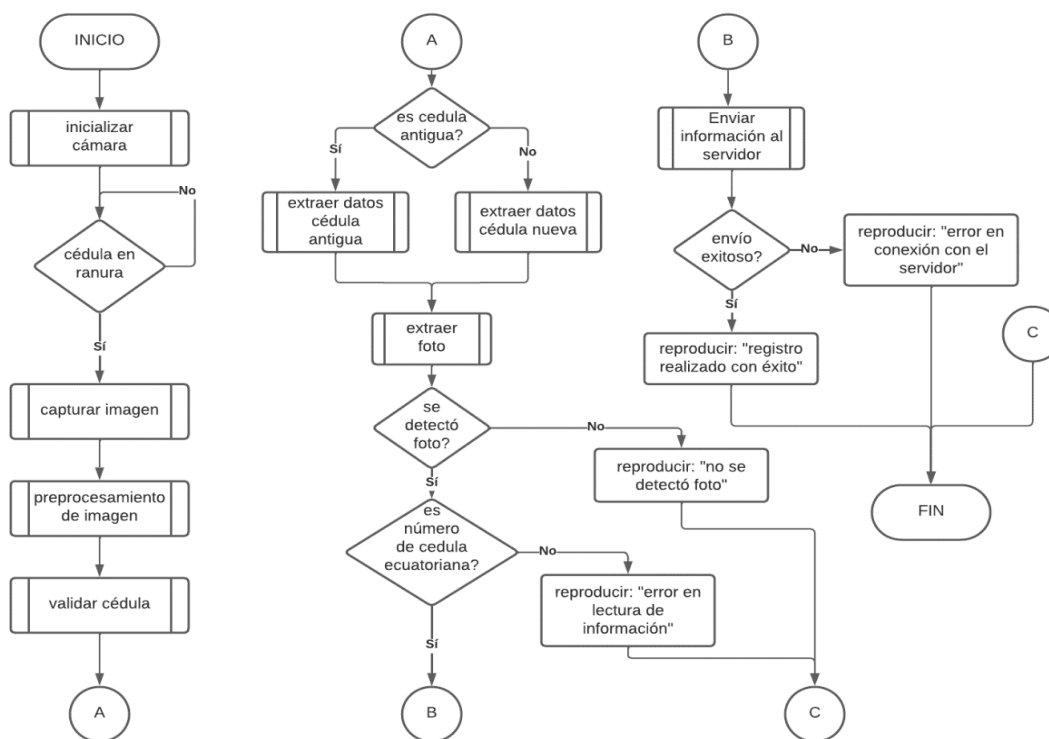 INICIO
inicializar
cámara
No
cédula en
ranura
Sí
capturar imagen
preprocesamiento
de imagen
validar cédula
A
A
es cedula
antigua?
Sí
No
extraer datos
cédula
antigua
extraer datos
cédula nueva
extraer
foto
se
detectó
foto?
No
reproducir: "no se
detectó foto"
Sí
es
número
de cedula
ecuatoriana?
No
reproducir: "error en
lectura de
información"
Sí
B
C
B
Enviar
información al
servidor
envío
exitoso?
No
reproducir: "error en
conexión con el
servidor"
Sí
reproducir: "registro
realizado con éxito"
C
FIN